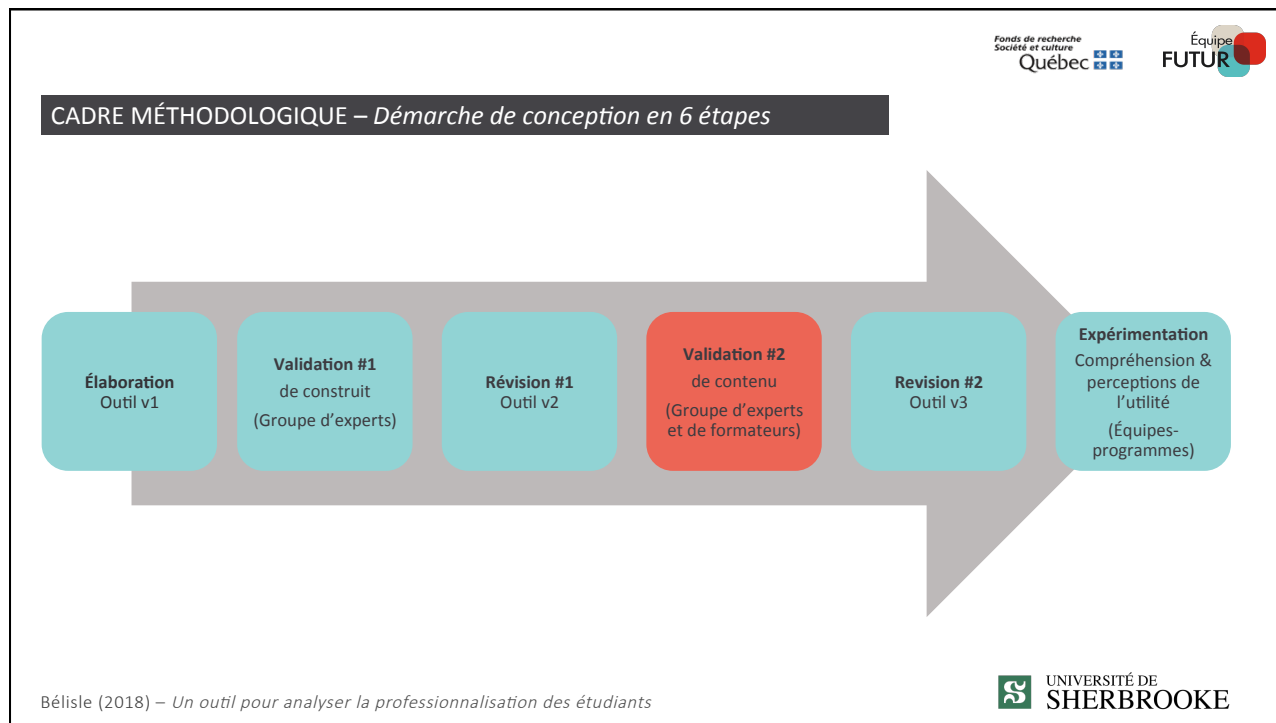 Fonds de recherche
Société et culture
Québec
Équipe
FUTUR
CADRE MÉTHODOLOGIQUE – Démarche de conception en 6 étapes
Élaboration
Outil v1
Validation #1
de construit
(Groupe d'experts)
Révision #1
Outil v2
Validation #2
de contenu
(Groupe d'experts
et de formateurs)
Revision #2
Outil v3
Expérimentation
Compréhension &
perceptions de
l'utilité
(Équipes-
programmes)
Bélisle (2018) – Un outil pour analyser la professionnalisation des étudiants
UNIVERSITÉ DE
SHERBROOKE